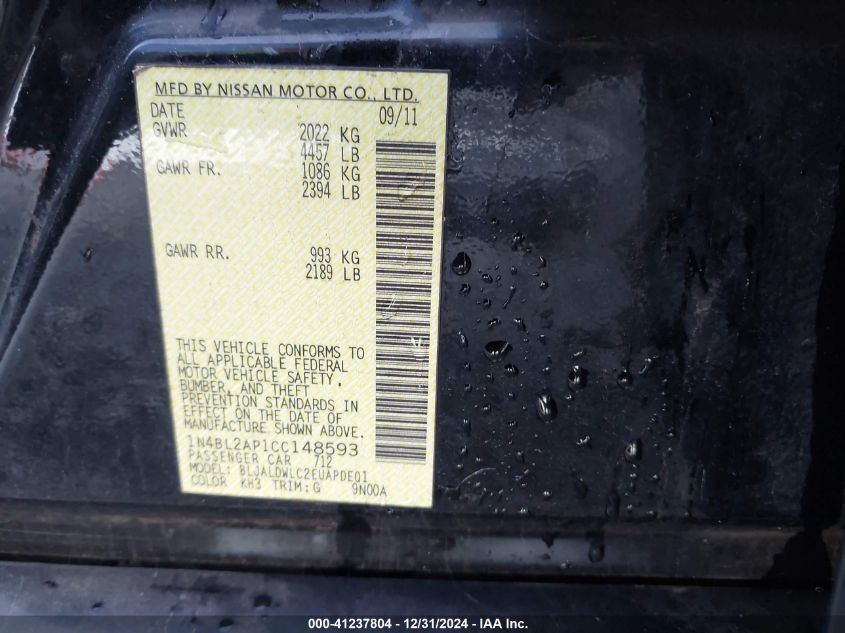 MFD BY NISSAN MOTOR CO., LTD.
DATE 09/11
GVWR 2022 KG
4457 LB
GAWR FR. 1086 KG
2394 LB
GAWR RR. 993 KG
2189 LB
THIS VEHICLE CONFORMS TO
ALL APPLICABLE FEDERAL
MOTOR VEHICLE SAFETY,
BUMBER, AND THEFT
PREVENTION STANDARDS IN
EFFECT ON THE DATE OF
MANUFACTURE SHOWN ABOVE.
1N4BL2AP1CC148593
PASSENGER CAR 712
MODEL: BLJALDWLC2EUAPDEQ1
COLOR KH3 TRIM:G 9N00A
000-41237804 - 12/31/2024 - IAA Inc.